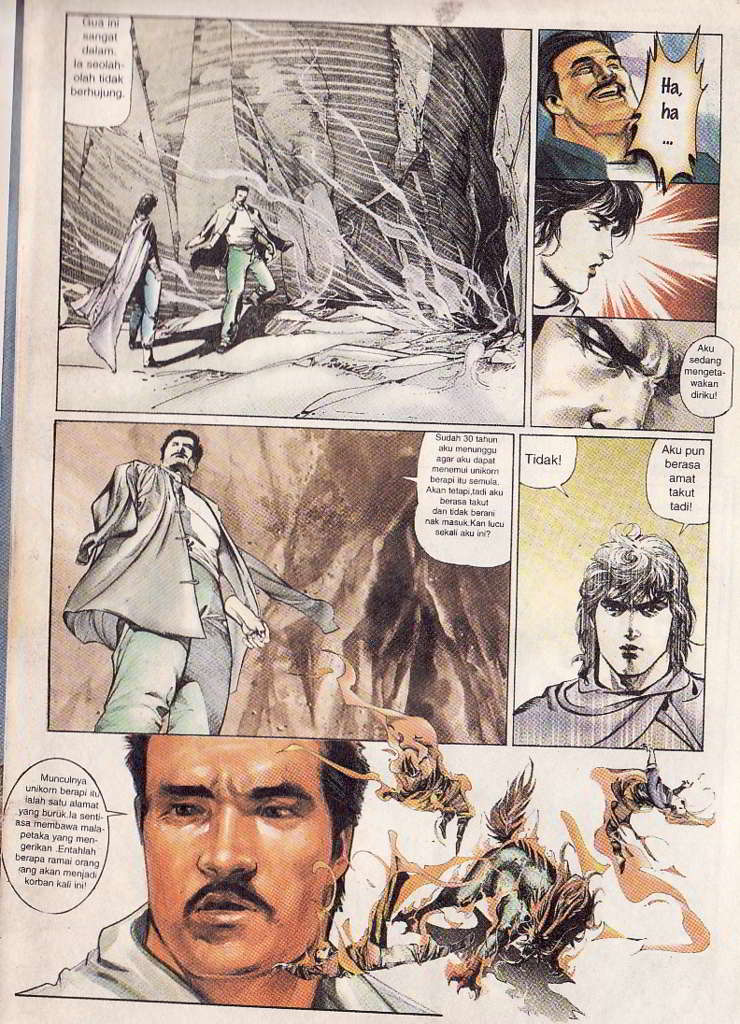 Gua ini
sangat
dalam.
Ia seolah-
olah tidak
berhujung.
Ha,
ha
...
Aku
sedang
mengeta-
wakan
diriku!
Sudah 30 tahun
aku menunggu
agar aku dapat
menemui unikorn
berapi itu semula.
Akan tetapi,tadi aku
berasa takut
dan tidak berani
nak masuk.Kan lucu
sekali aku ini?
Tidak!
Aku pun
berasa
amat
takut
tadi!
Munculnya
unikorn berapi itu
ialah satu alamat
yang buruk.Ia senti-
asa membawa mala-
petaka yang meng-
erikan .Entahlah
berapa ramai orang
yang akan menjadi
korban kali ini!